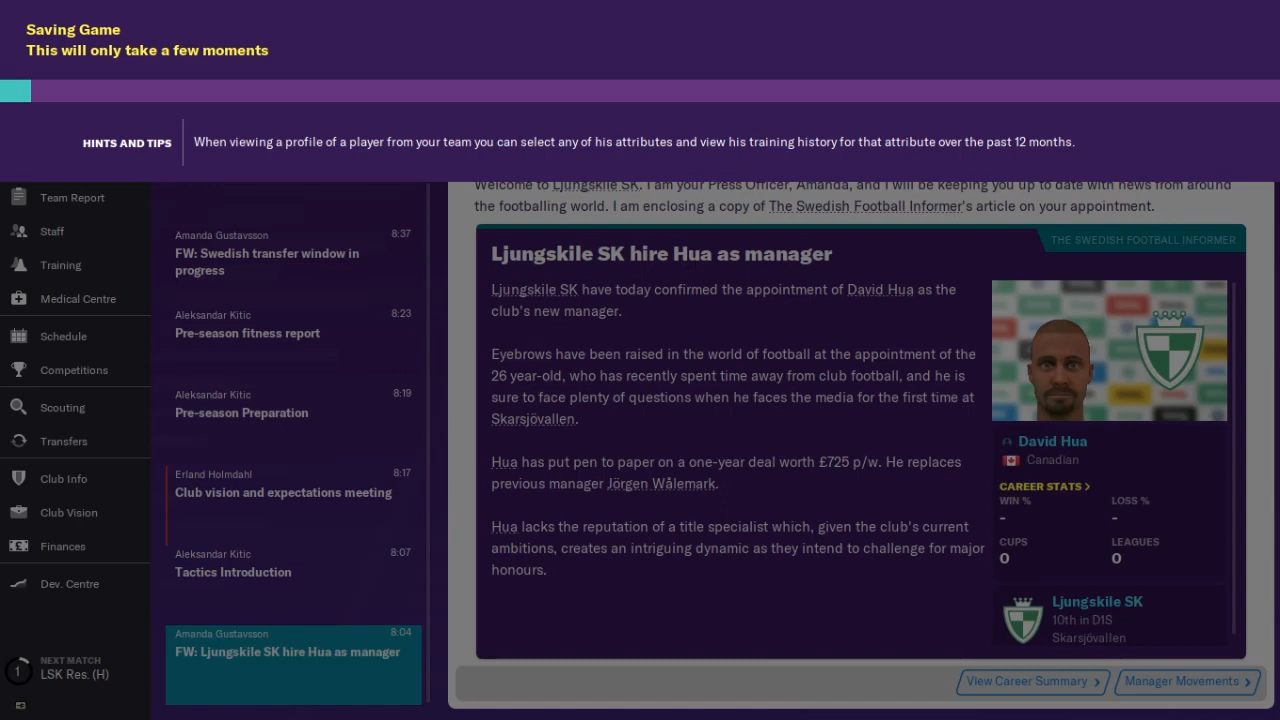 Saving Game
This will only take a few moments
HINTS AND TIPS
When viewing a profile of a player from your team you can select any of his attributes and view his training history for that attribute over the past 12 months.
Team Report
Staff
Training
Medical Centre
Schedule
Competitions
Scouting
Transfers
Club Info
Club Vision
Finances
Dev. Centre
1
NEXT MATCH
LSK Res. (H)
Amanda Gustavsson
8:37
FW: Swedish transfer window in
progress
Aleksandar Kitic
8:23
Pre-season fitness report
Aleksandar Kitic
8:19
Pre-season Preparation
Erland Holmdahl
8:17
Club vision and expectations meeting
Aleksandar Kitic
8:07
Tactics Introduction
Amanda Gustavsson
8:04
FW: Ljungskile SK hire Hua as manager
Welcome to Ljungskile SK. I am your Press Officer, Amanda, and I will be keeping you up to date with news from around
the footballing world. I am enclosing a copy of The Swedish Football Informer's article on your appointment.
THE SWEDISH FOOTBALL INFORMER
Ljungskile SK hire Hua as manager
Ljungskile SK have today confirmed the appointment of David Hua as the
club's new manager.
Eyebrows have been raised in the world of football at the appointment of the
26 year-old, who has recently spent time away from club football, and he is
sure to face plenty of questions when he faces the media for the first time at
Skarsjövallen.
Hua has put pen to paper on a one-year deal worth £725 p/w. He replaces
previous manager Jörgen Wålemark.
Hua lacks the reputation of a title specialist which, given the club's current
ambitions, creates an intriguing dynamic as they intend to challenge for major
honours.
David Hua
Canadian
CAREER STATS >
WIN %
LOSS %
-
-
CUPS
LEAGUES
0
0
Ljungskile SK
10th in D1S
Skarsjövallen
View Career Summary >
Manager Movements >